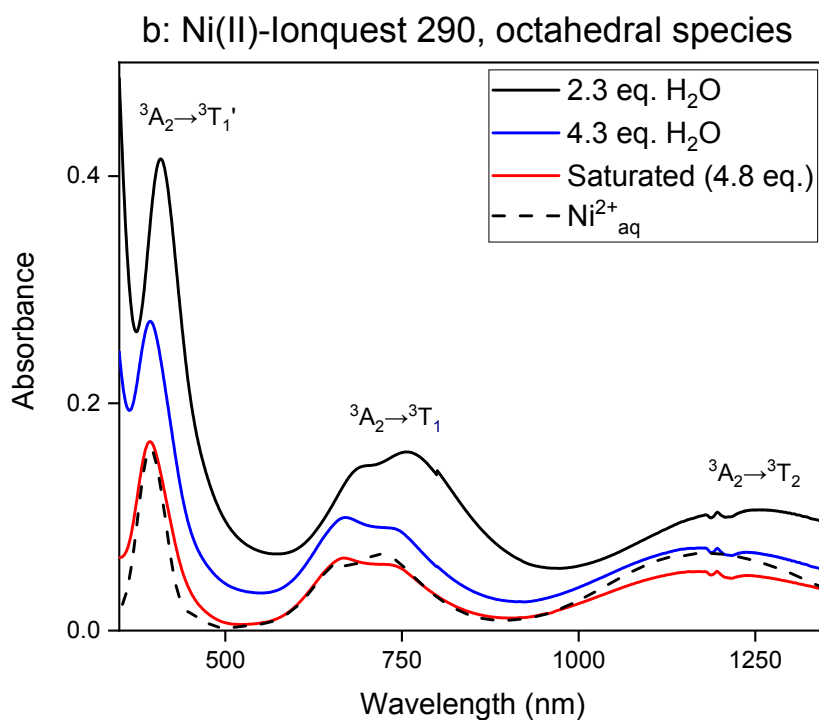 b: Ni(II)-Ionquest 290, octahedral species
2.3 eq. H₂O
4.3 eq. H₂O
Saturated (4.8 eq.)
Ni²⁺aq
³A₂→³T₁'
³A₂→³T₁
³A₂→³T₂
Absorbance
0.4
0.2
0.0
500
750
1000
1250
Wavelength (nm)